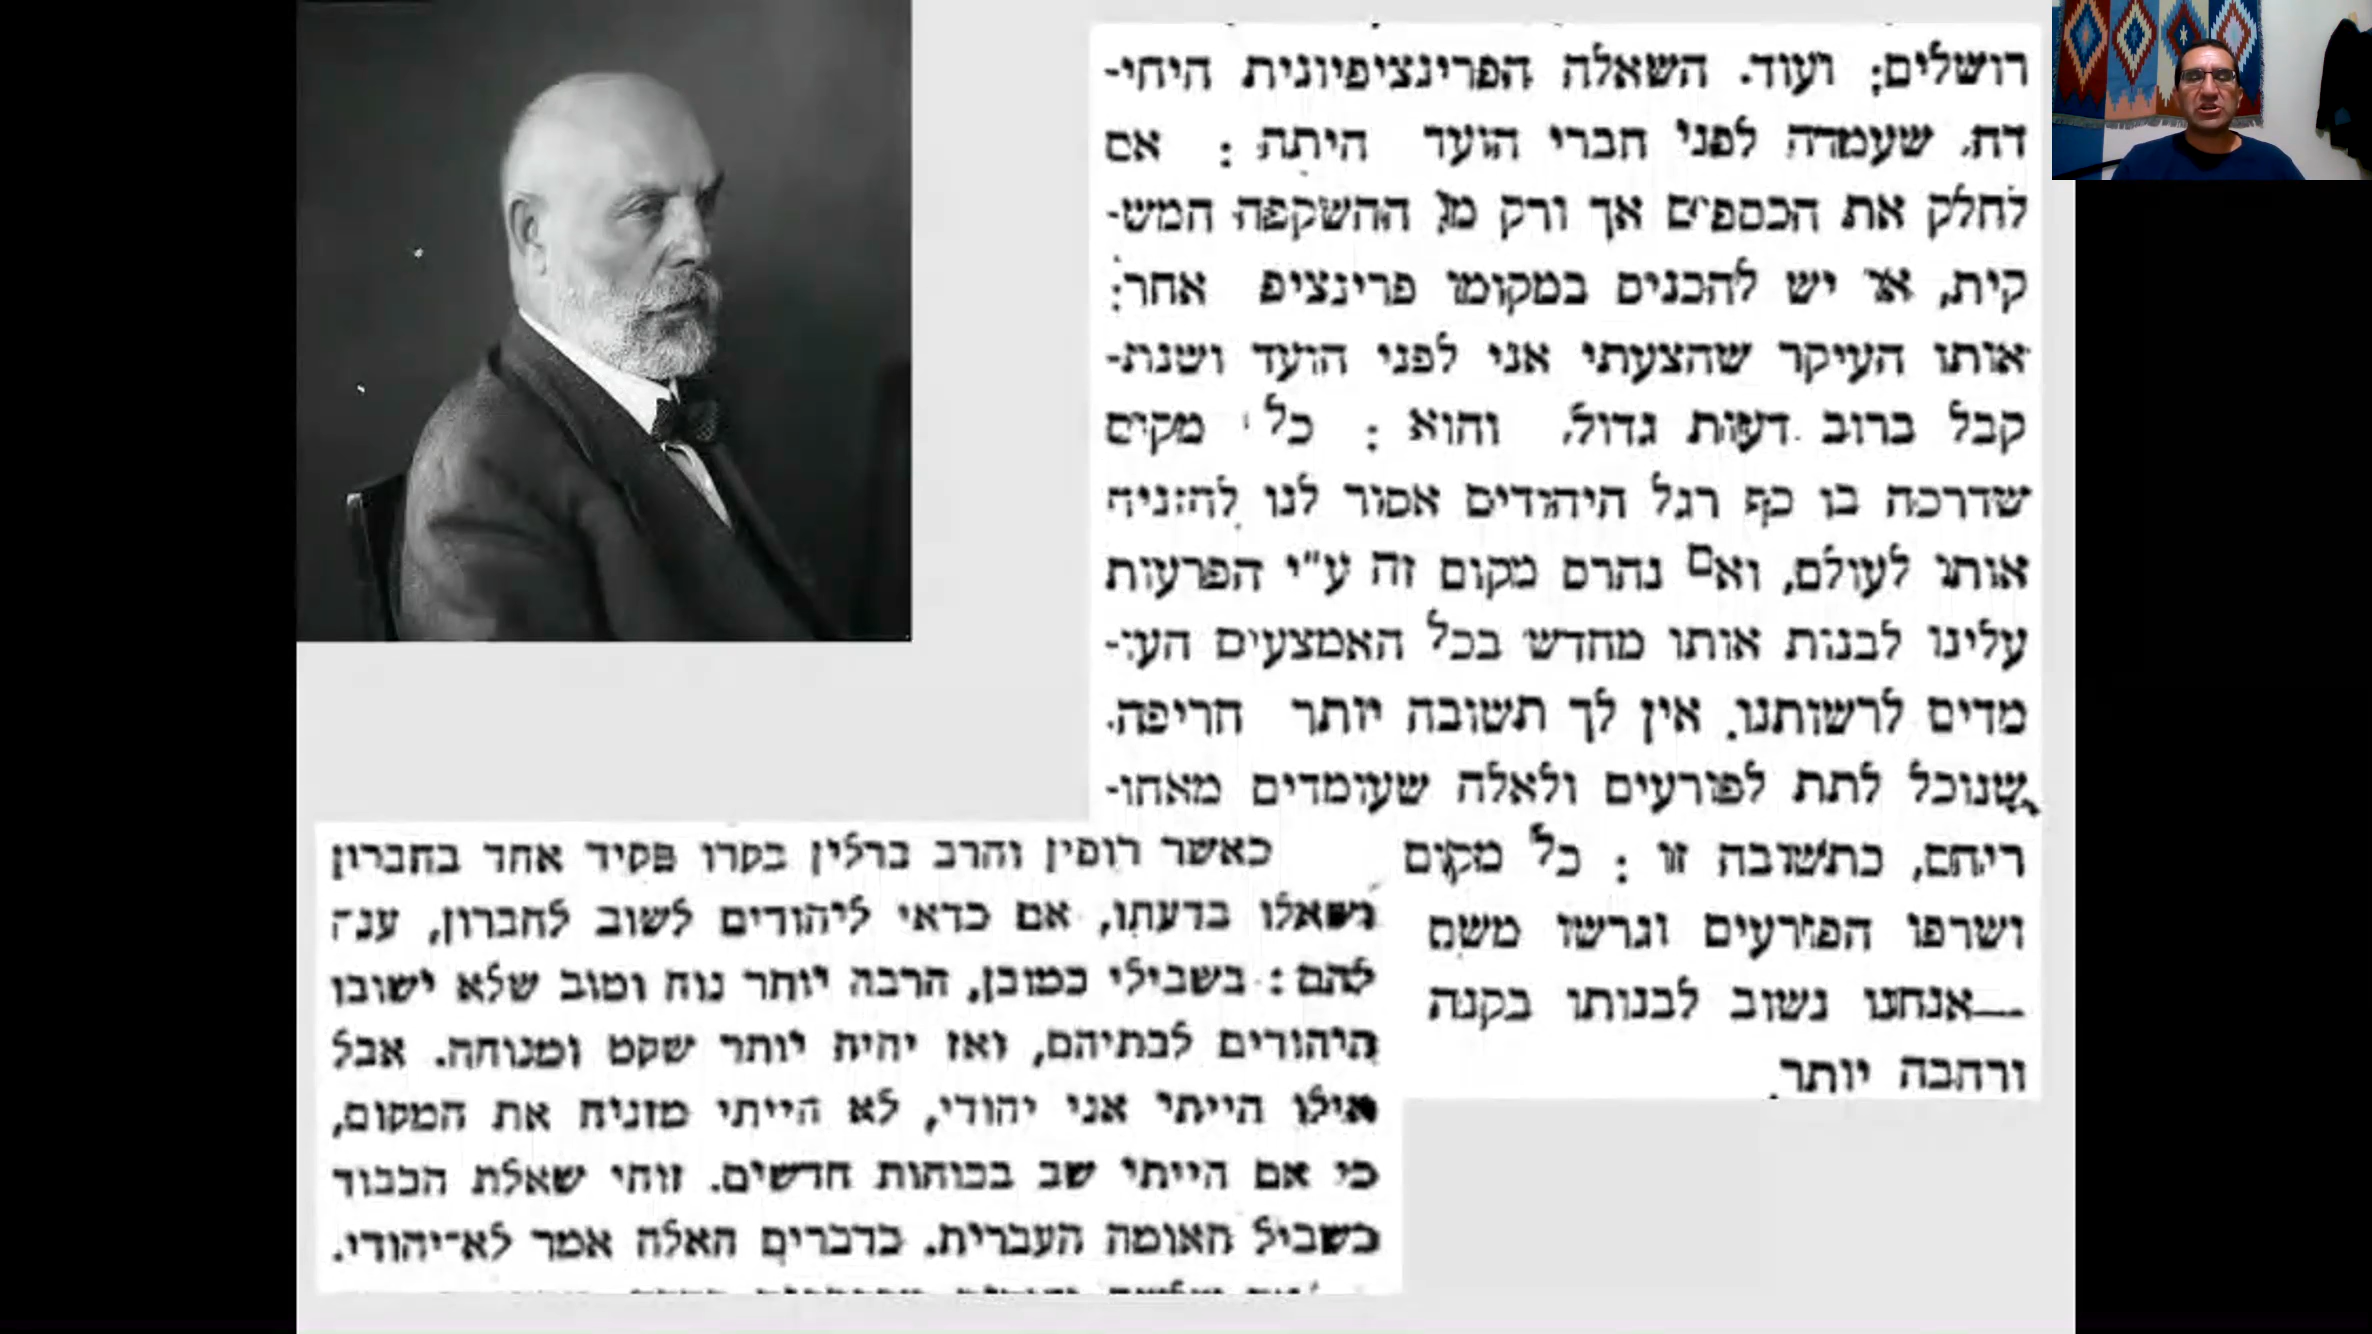 רושלים; ועוד. השאלה הפרינציפיונית היחי-
דה, שעמדה לפני חברי הועד היתה: אם
לחלק את הכספים אך ורק מן ההשקפה המש-
קית, או יש להכנים במקומו פרינציפ אחר:
אותו העיקר שהצעתי אני לפני הועד ושנת-
קבל ברוב דעות גדול, והוא: כל מקום
שדרכה בו כף רגל היהודים אסור לנו להזניח
אותו לעולם, ואם נהרס מקום זה ע"י הפרעות
עלינו לבנות אותו מחדש בכל האמצעים העו-
מדים לרשותנו. אין לך תשובה יותר חריפה.
שנוכל לתת לפורעים ולאלה שעומדים מאחו-
ריהם, כתשובה זו: כל מקום
ושרפו הפורעים וגרשו משם
—אנחנו נשוב לבנותו בקנה
ורחבה יותר.
כאשר רופין והרב ברלין בקרו פקיד אחד בחברון
ושאלו בדעתו, אם כדאי ליהודים לשוב לחברון, ענה
להם: בשבילי כמובן, הרבה יותר נוח וטוב שלא ישובו
היהודים לבתיהם, ואז יהיה יותר שקט ומנוחה. אבל
אילו הייתי אני יהודי, לא הייתי מזניח את המקום,
כי אם הייתי שב בכוחות חדשים. זוהי שאלת הכבוד
בשביל האומה העברית. כדברים האלה אמר לא־יהודי.